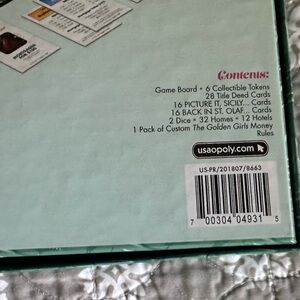 Contents:
Game Board • 6 Collectible Tokens
28 Title Deed Cards
16 PICTURE IT, SICILY... Cards
16 BACK IN ST. OLAF... Cards
2 Dice • 32 Homes • 12 Hotels
1 Pack of Custom The Golden Girls Money
Rules
usaopoly.com
US-PR/201807/8663
7 00304 04931 5